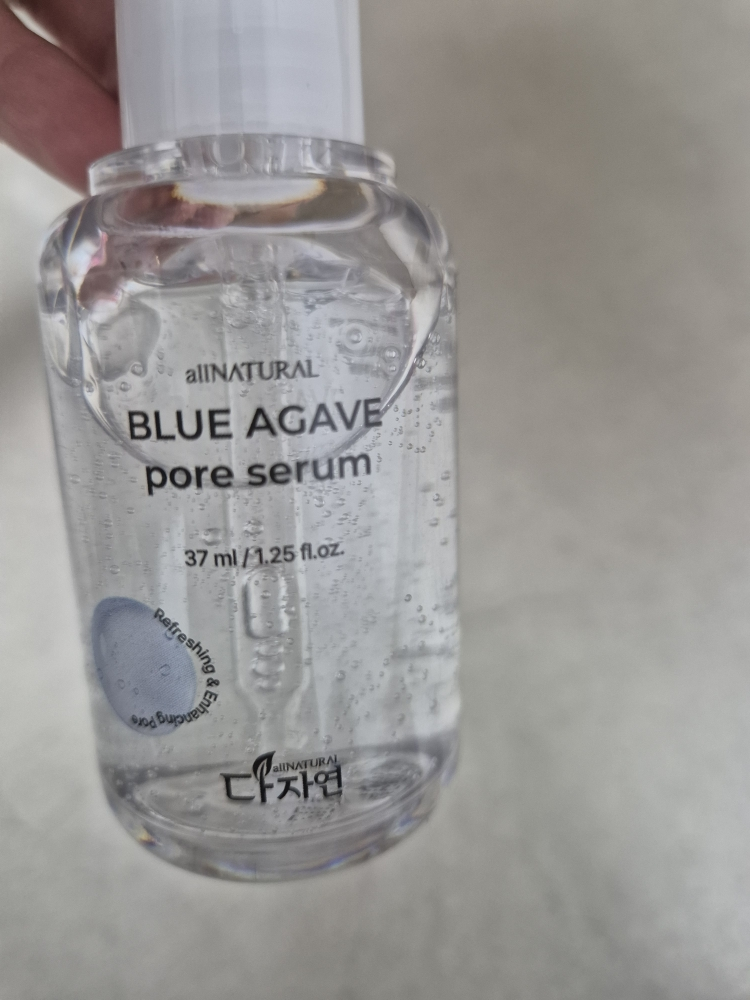 allNATURAL
BLUE AGAVE
pore serum
37 ml / 1.25 fl.oz.
Refreshing & Enhancing Pore
allNATURAL
다자연